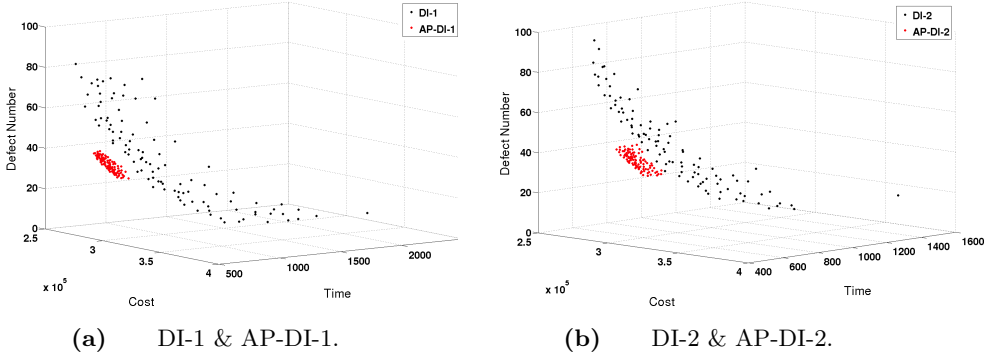 100
80
60
40
20
0
Defect Number
2.5
3
3.5
4
x 10^5
Cost
500
1000
1500
2000
Time
DI-1
AP-DI-1
(a) DI-1 & AP-DI-1.
100
80
60
40
20
0
Defect Number
2.5
3
3.5
4
x 10^5
Cost
400
600
800
1000
1200
1400
1600
Time
DI-2
AP-DI-2
(b) DI-2 & AP-DI-2.